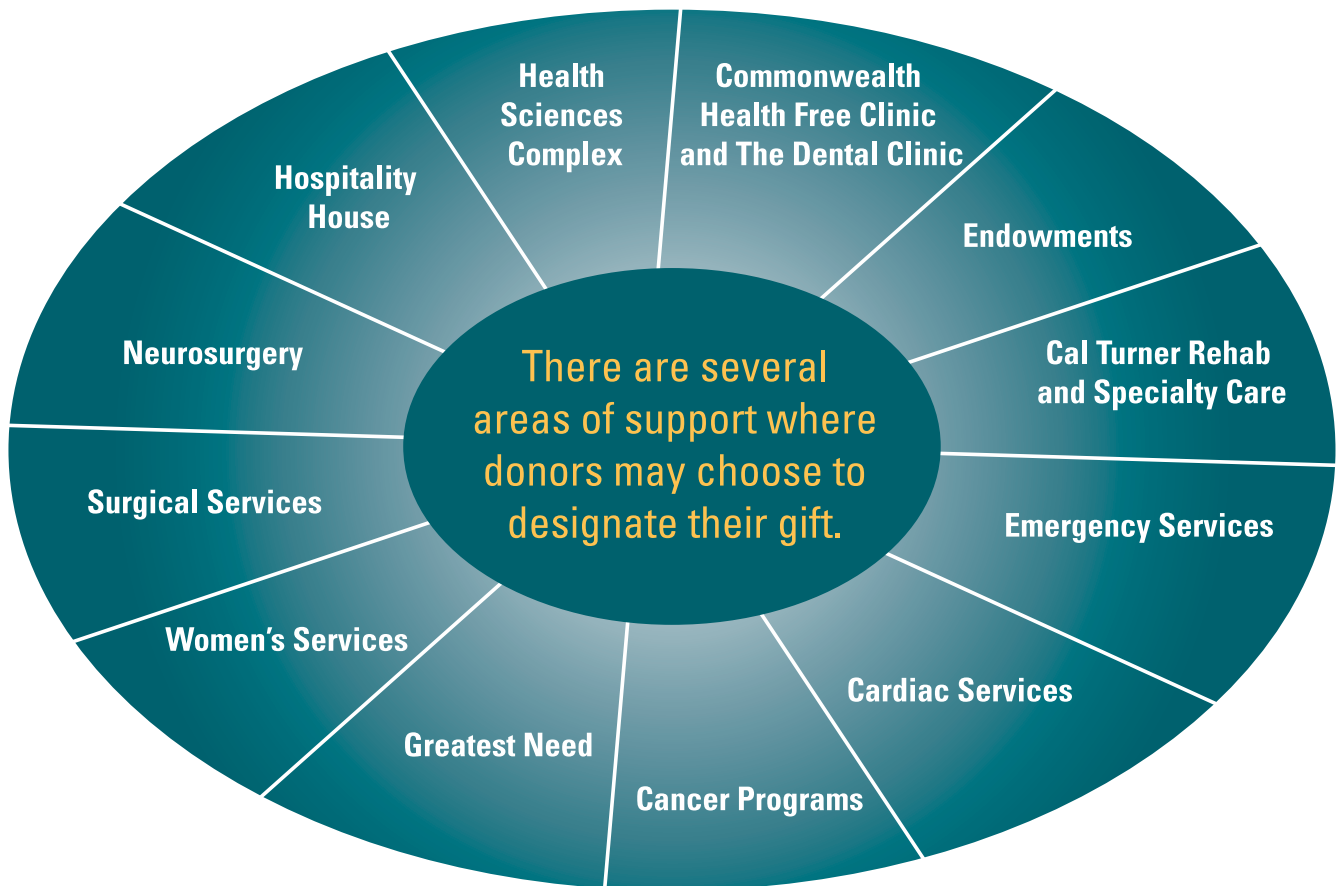 Health
Sciences
Complex
Commonwealth
Health Free Clinic
and The Dental Clinic
Endowments
Cal Turner Rehab
and Specialty Care
Emergency Services
Cardiac Services
Cancer Programs
Greatest Need
Women’s Services
Surgical Services
Neurosurgery
Hospitality
House
There are several
areas of support where
donors may choose to
designate their gift.